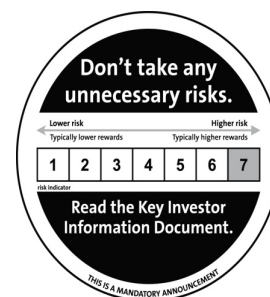 Don't take any
unnecessary risks.
Lower risk Higher risk
Typically lower rewards Typically higher rewards
1 2 3 4 5 6 7
risk indicator
Read the Key Investor
Information Document.
THIS IS A MANDATORY ANNOUNCEMENT